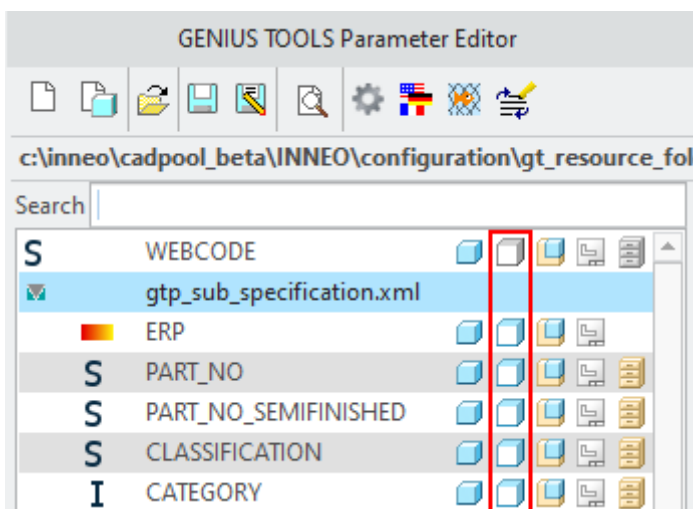 GENIUS TOOLS Parameter Editor
c:\inneo\cadpool_beta\INNEO\configuration\gt_resource_fol
Search
S WEBCODE
gtp_sub_specification.xml
ERP
S PART_NO
S PART_NO_SEMIFINISHED
S CLASSIFICATION
I CATEGORY